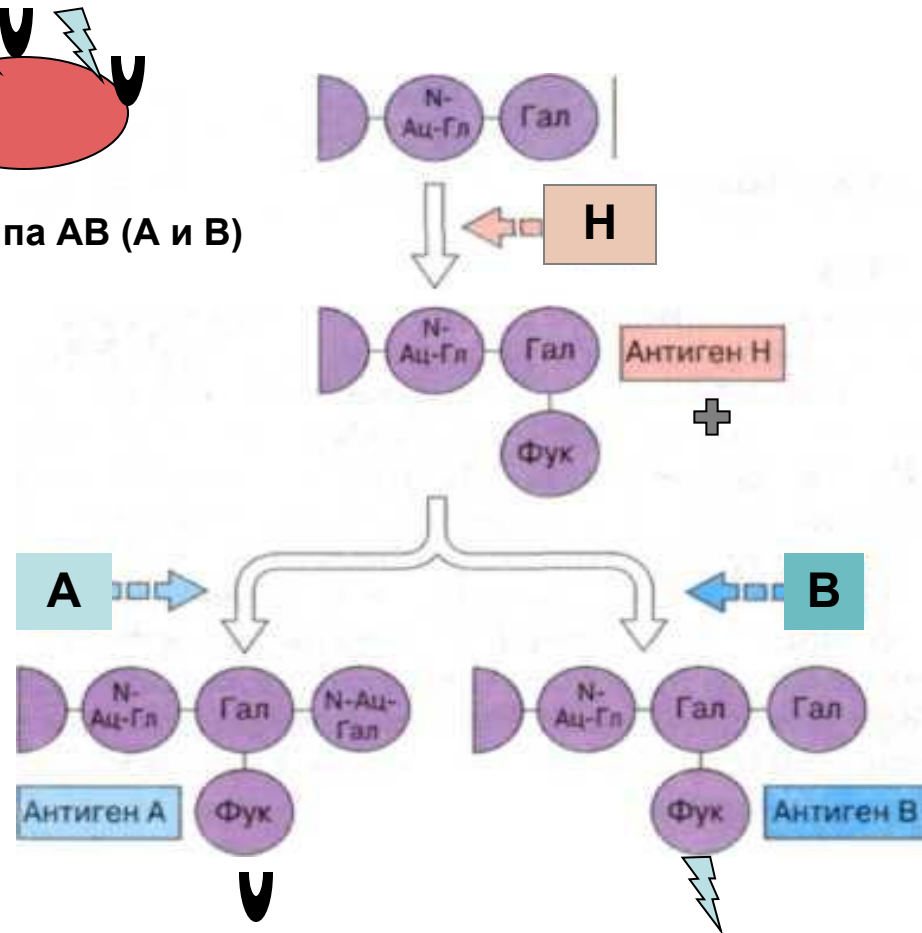 N-
Ац-Гл
Гал
H
па АВ (А и В)
N-
Ац-Гл
Гал
Антиген Н
Фук
A
B
N-
Ац-Гл
Гал
N-Ац-
Гал
N-
Ац-Гл
Гал
Гал
Антиген А
Фук
Фук
Антиген В